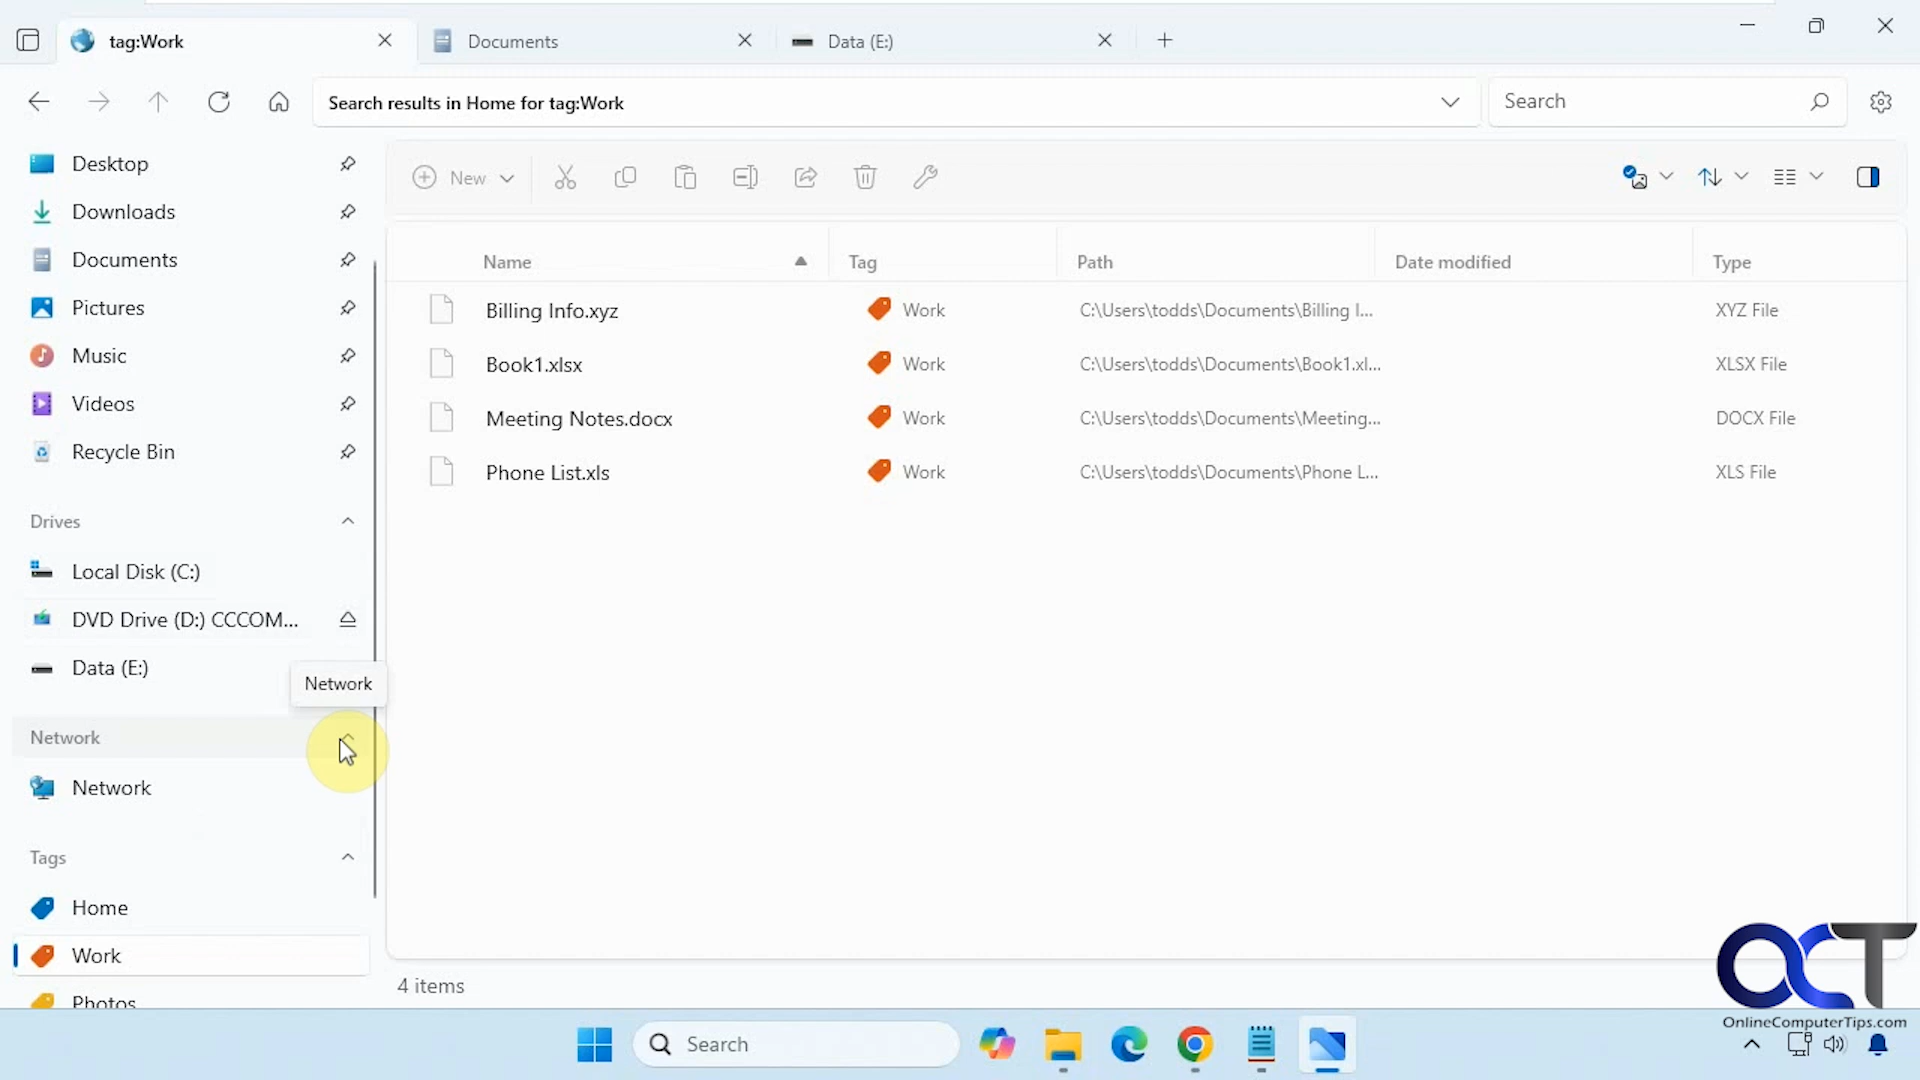 tag:Work
Documents
Data (E:)
Search results in Home for tag:Work
Search
Desktop
Downloads
Documents
Pictures
Music
Videos
Recycle Bin
Drives
Local Disk (C:)
DVD Drive (D:) CCCOM...
Data (E:)
Network
Network
Network
Tags
Home
Work
Photos
New
Name
Tag
Path
Date modified
Type
Billing Info.xyz
Work
C:\Users\todds\Documents\Billing I...
XYZ File
Book1.xlsx
Work
C:\Users\todds\Documents\Book1.xl...
XLSX File
Meeting Notes.docx
Work
C:\Users\todds\Documents\Meeting...
DOCX File
Phone List.xls
Work
C:\Users\todds\Documents\Phone L...
XLS File
4 items
OCT
OnlineComputerTips.com
Search